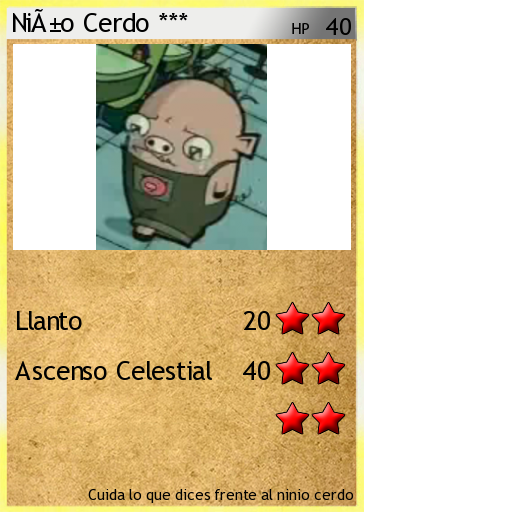 NiÃ±o Cerdo ***
HP 40
Llanto 20
Ascenso Celestial 40
Cuida lo que dices frente al ninio cerdo